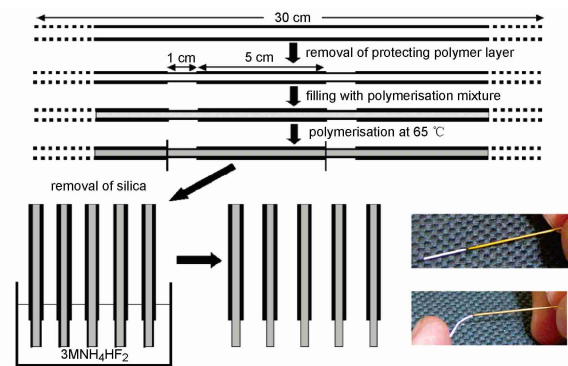 30 cm
removal of protecting polymer layer
1 cm
5 cm
filling with polymerisation mixture
polymerisation at 65 ℃
removal of silica
3MNH₄HF₂